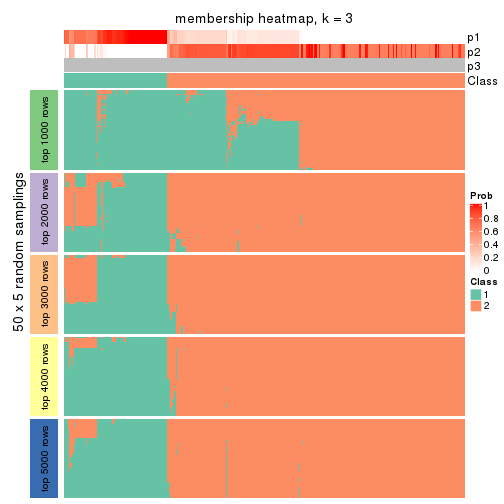 membership heatmap, k = 3
p1
p2
p3
Class
50 x 5 random samplings
top 1000 rows
top 2000 rows
top 3000 rows
top 4000 rows
top 5000 rows
Prob
1
0.8
0.6
0.4
0.2
0
Class
1
2